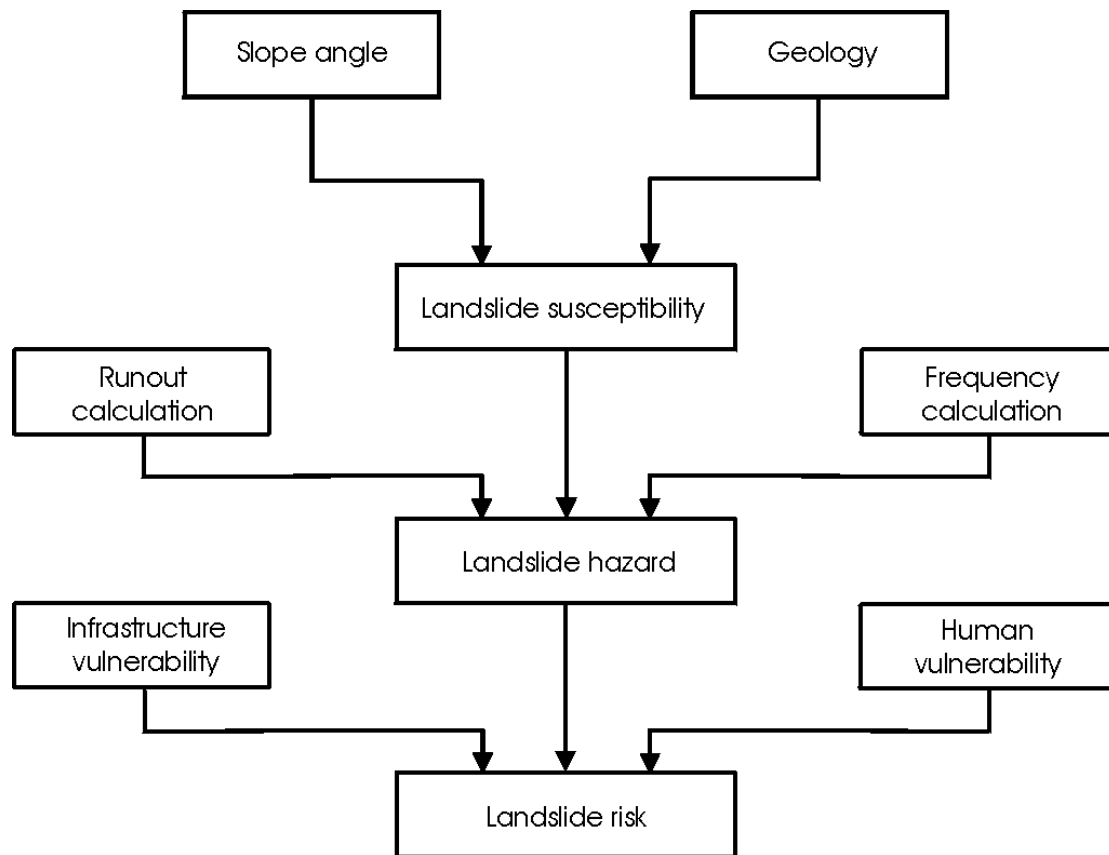 Slope angle
Geology
Landslide susceptibility
Runout
calculation
Frequency
calculation
Landslide hazard
Infrastructure
vulnerability
Human
vulnerability
Landslide risk